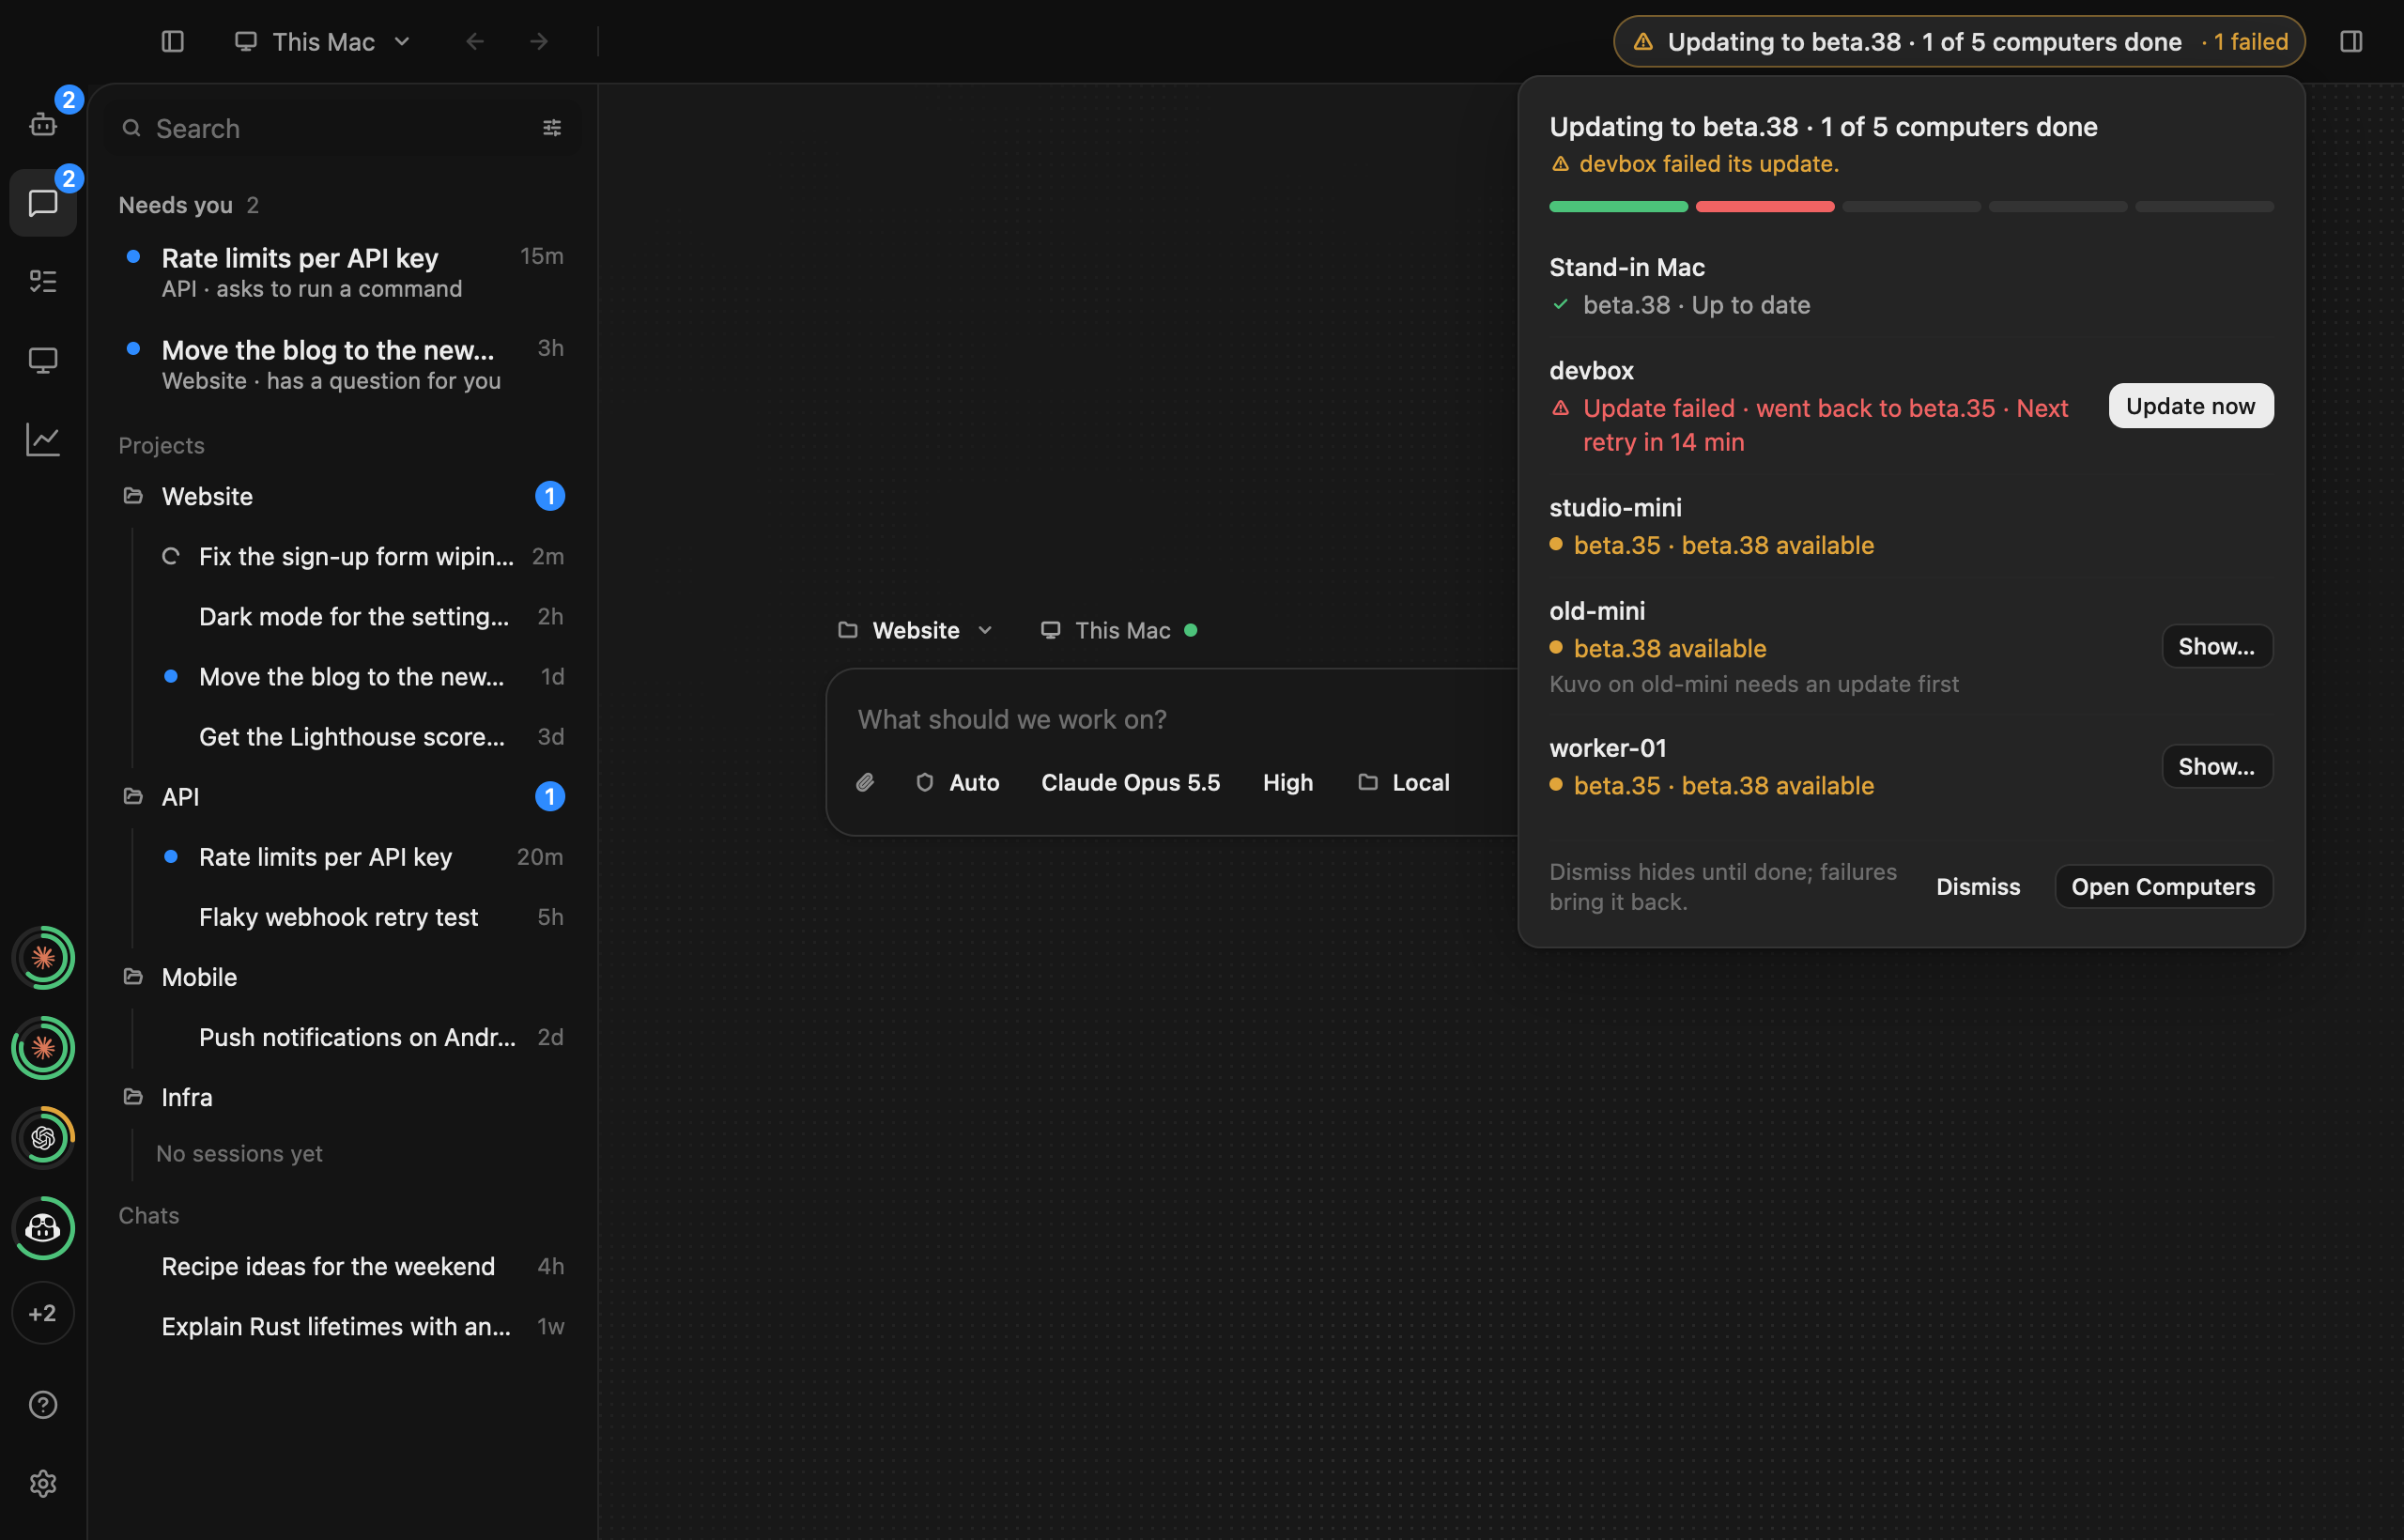 This Mac
Updating to beta.38 · 1 of 5 computers done · 1 failed
2
2
Search
Needs you 2
Rate limits per API key 15m
API · asks to run a command
Move the blog to the new... 3h
Website · has a question for you
Projects
Website 1
Fix the sign-up form wipin... 2m
Dark mode for the setting... 2h
Move the blog to the new... 1d
Get the Lighthouse score... 3d
API 1
Rate limits per API key 20m
Flaky webhook retry test 5h
Mobile
Push notifications on Andr... 2d
Infra
No sessions yet
Chats
Recipe ideas for the weekend 4h
Explain Rust lifetimes with an... 1w
+2
Website This Mac
What should we work on?
Auto Claude Opus 5.5 High Local
Updating to beta.38 · 1 of 5 computers done
devbox failed its update.
Stand-in Mac
beta.38 · Up to date
devbox
Update failed · went back to beta.35 · Next
retry in 14 min
Update now
studio-mini
beta.35 · beta.38 available
old-mini
beta.38 available
Kuvo on old-mini needs an update first
Show...
worker-01
beta.35 · beta.38 available
Show...
Dismiss hides until done; failures
bring it back.
Dismiss
Open Computers